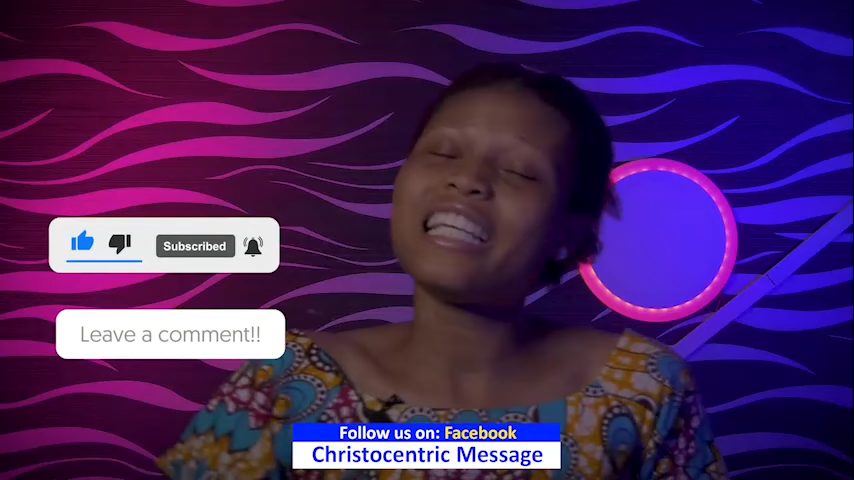 Subscribed
Leave a comment!!
Follow us on: Facebook
Christocentric Message